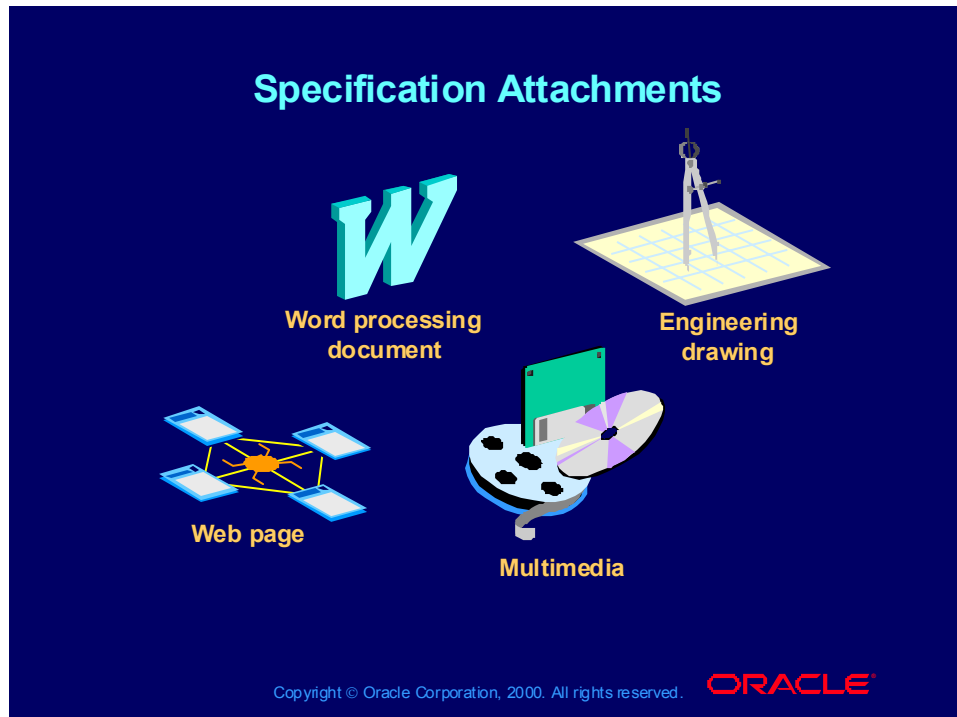 Specification Attachments
W
Word processing
document
Engineering
drawing
Web page
Multimedia
Copyright © Oracle Corporation, 2000. All rights reserved.
ORACLE®